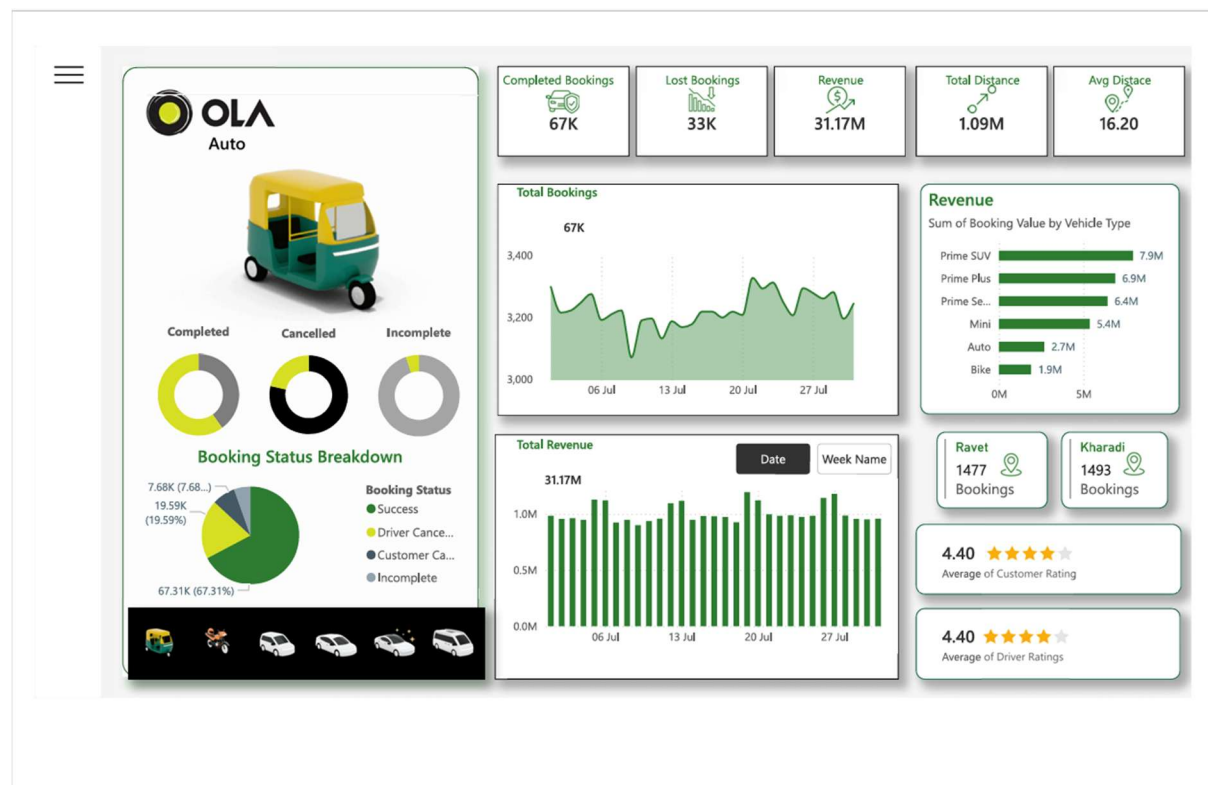 OLA
Auto
Completed
Cancelled
Incomplete
Booking Status Breakdown
7.68K (7.68...)
19.59K
(19.59%)
67.31K (67.31%)
Booking Status
Success
Driver Cance...
Customer Ca...
Incomplete
Completed Bookings
67K
Lost Bookings
33K
Revenue
31.17M
Total Distance
1.09M
Avg Distace
16.20
Total Bookings
67K
3,400
3,200
3,000
06 Jul
13 Jul
20 Jul
27 Jul
Total Revenue
Date
Week Name
31.17M
1.0M
0.5M
0.0M
06 Jul
13 Jul
20 Jul
27 Jul
Revenue
Sum of Booking Value by Vehicle Type
Prime SUV 7.9M
Prime Plus 6.9M
Prime Se... 6.4M
Mini 5.4M
Auto 2.7M
Bike 1.9M
0M 5M
Ravet
1477
Bookings
Kharadi
1493
Bookings
4.40
Average of Customer Rating
4.40
Average of Driver Ratings